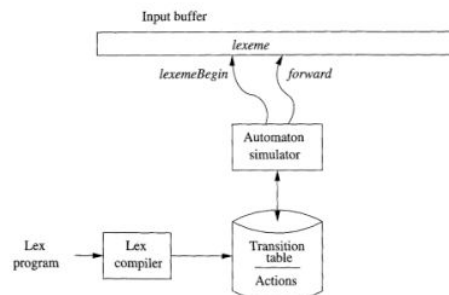 Input buffer
lexeme
lexemeBegin
forward
Automaton
simulator
Lex
program
Lex
compiler
Transition
table
Actions